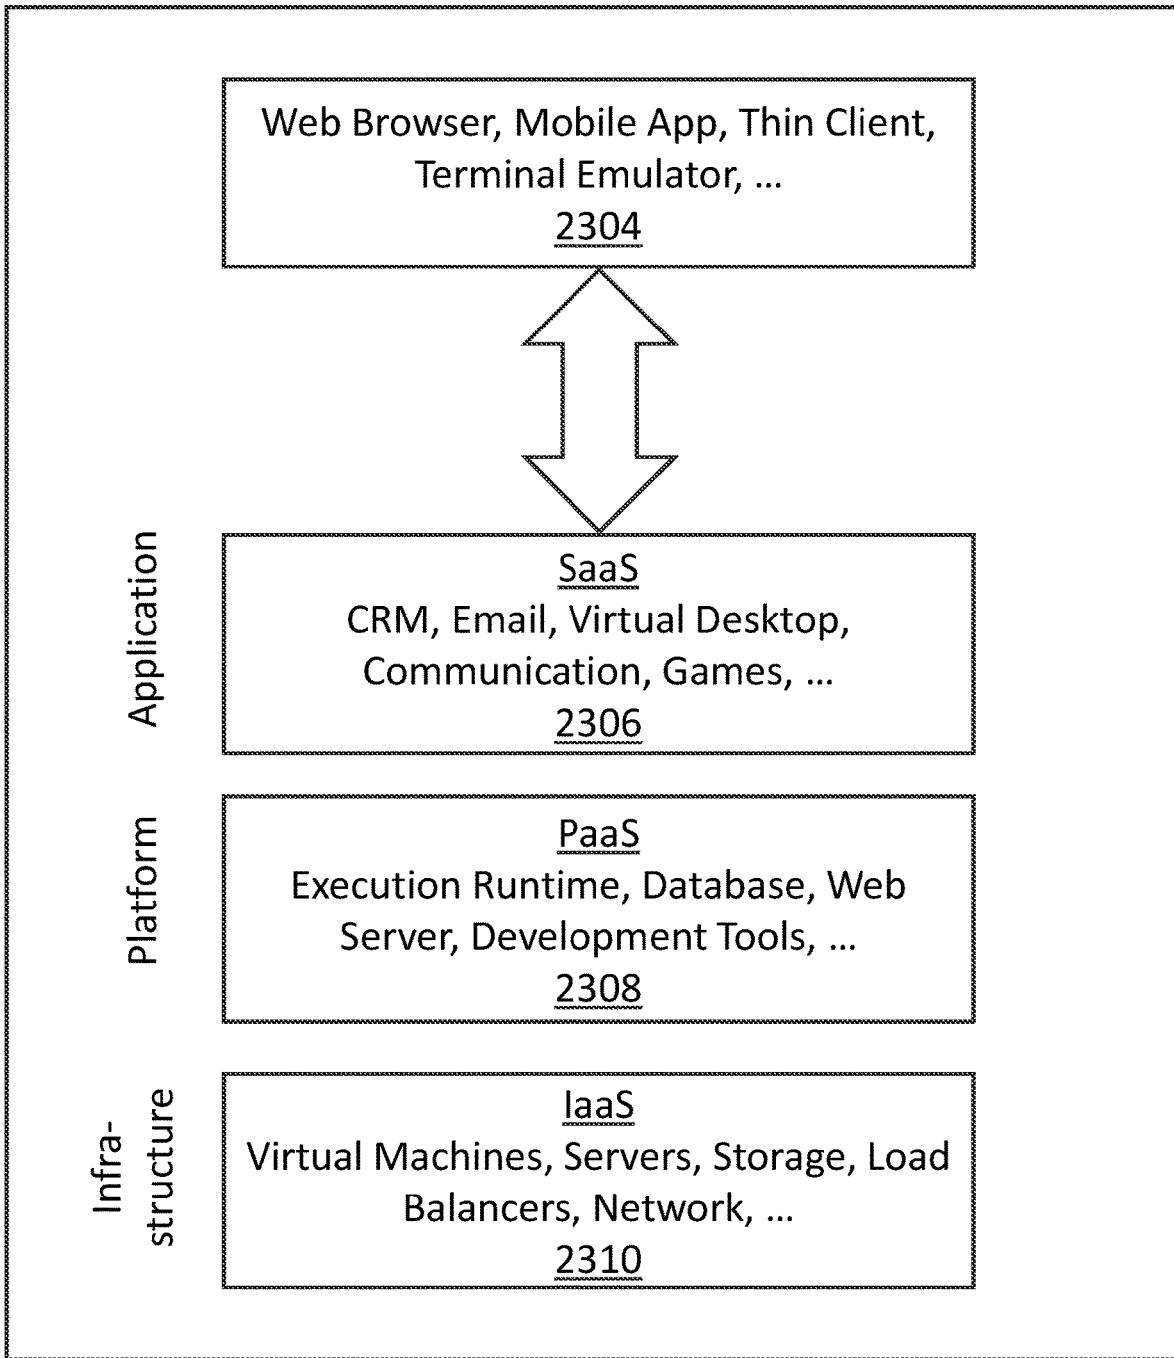 Web Browser, Mobile App, Thin Client,
Terminal Emulator, ...
2304
Application
SaaS
CRM, Email, Virtual Desktop,
Communication, Games, ...
2306
Platform
PaaS
Execution Runtime, Database, Web
Server, Development Tools, ...
2308
Infra-
structure
IaaS
Virtual Machines, Servers, Storage, Load
Balancers, Network, ...
2310